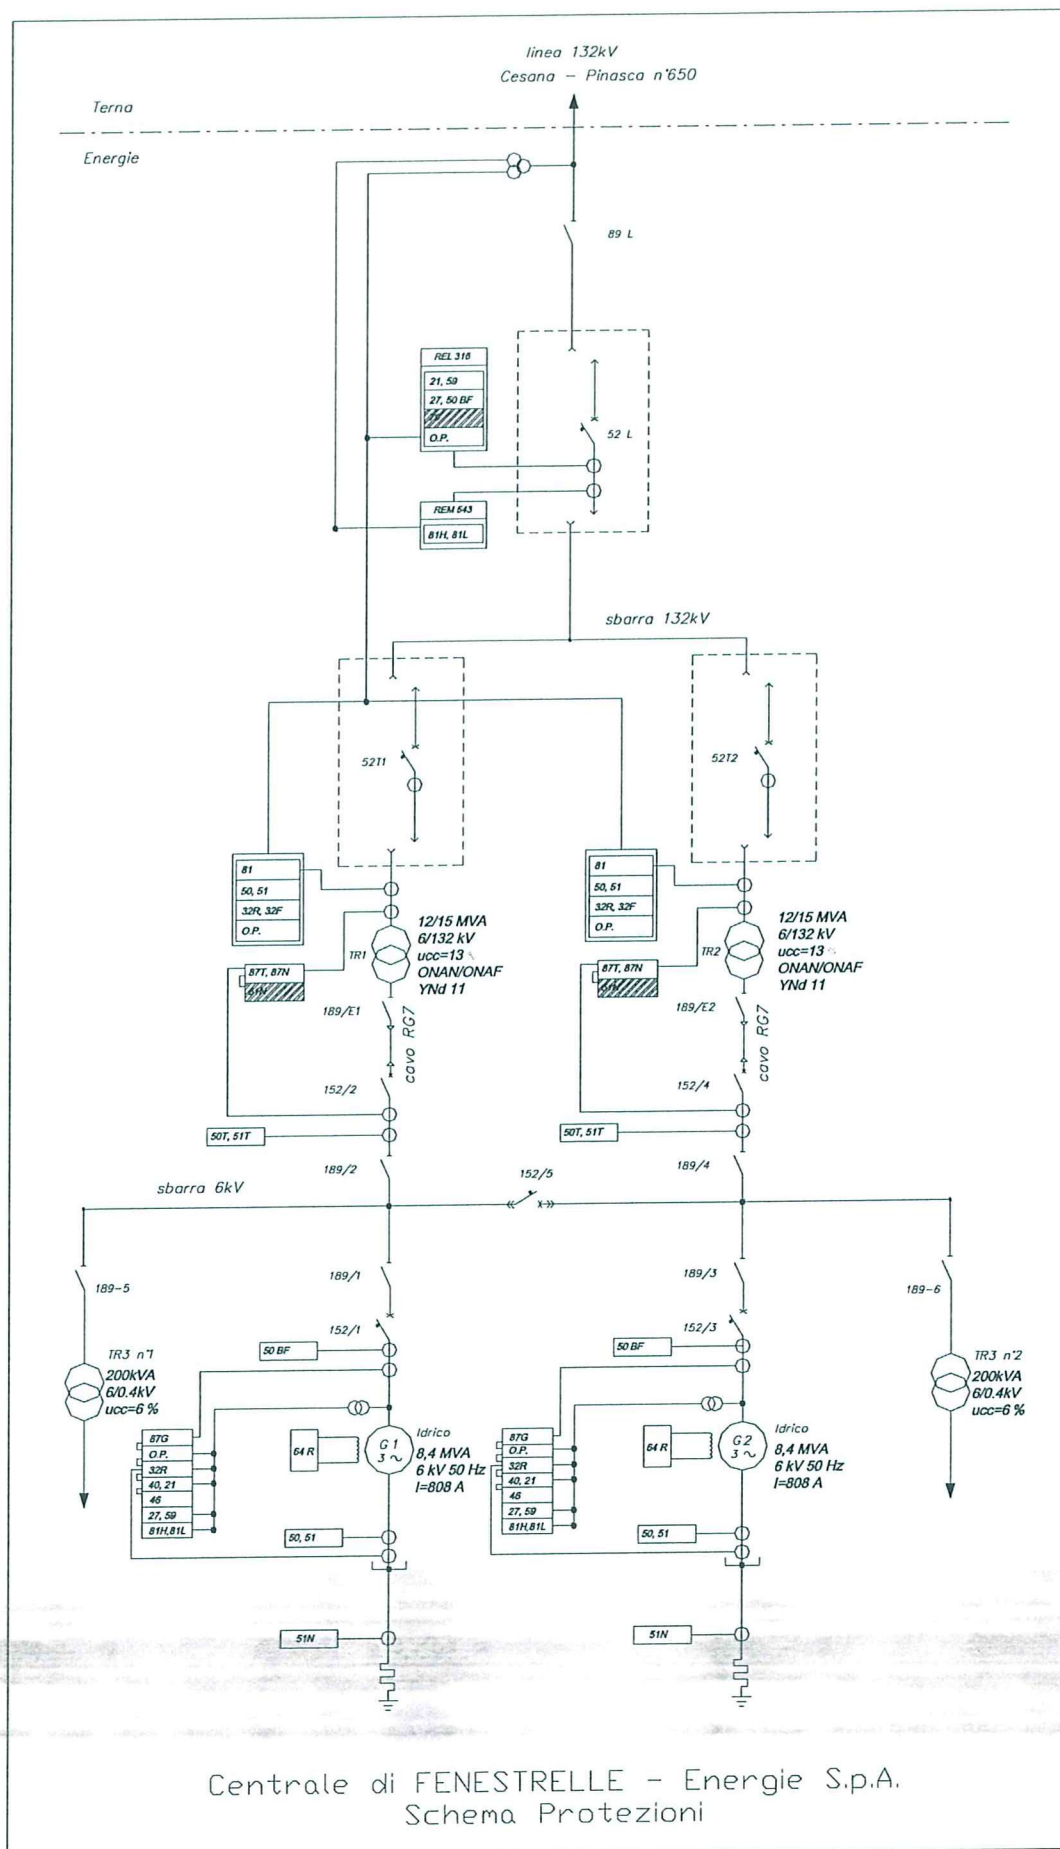 linea 132kV
Cesana - Pinasca n°650
Terna
Energie
89 L
REL 316
21, 59
27, 50 BF
O.P.
52 L
REM 543
81H, 81L
sbarra 132kV
52T1
52T2
81
50, 51
32R, 32F
O.P.
TR1
12/15 MVA
6/132 kV
ucc=13
ONAN/ONAF
YNd 11
87T, 87N
189/E1
cavo RG7
152/2
50T, 51T
189/2
81
50, 51
32R, 32F
O.P.
TR2
12/15 MVA
6/132 kV
ucc=13
ONAN/ONAF
YNd 11
87T, 87N
189/E2
cavo RG7
152/4
50T, 51T
189/4
sbarra 6kV
152/5
189-5
189/1
189/3
189-6
152/1
152/3
50 BF
50 BF
TR3 n°1
200kVA
6/0.4kV
ucc=6 %
TR3 n°2
200kVA
6/0.4kV
ucc=6 %
87G
O.P.
32R
40, 21
46
27, 59
81H,81L
64 R
G 1
3 ~
Idrico
8,4 MVA
6 kV 50 Hz
I=808 A
50, 51
51N
87G
O.P.
32R
40, 21
46
27, 59
81H,81L
64 R
G 2
3 ~
Idrico
8,4 MVA
6 kV 50 Hz
I=808 A
50, 51
51N
Centrale di FENESTRELLE - Energie S.p.A.
Schema Protezioni